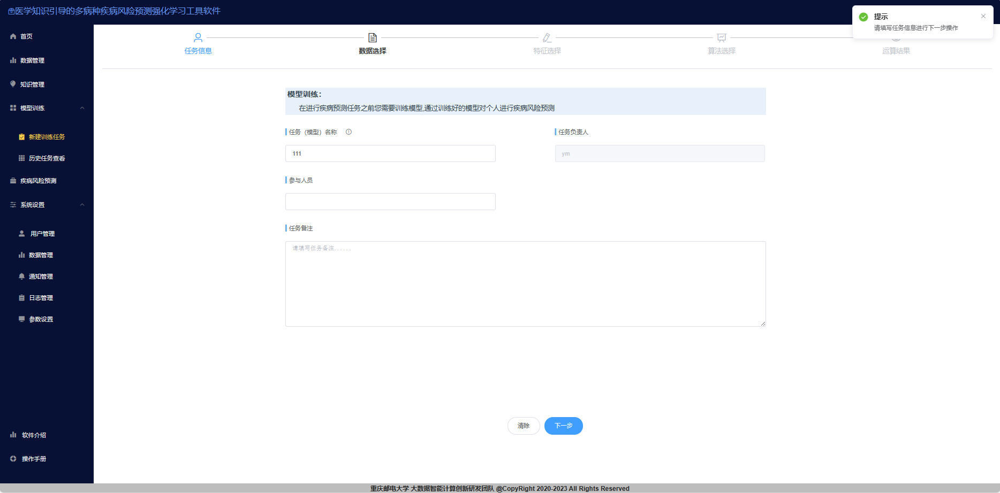 医学知识引导的多病种疾病风险预测强化学习工具软件
提示
请填写任务信息进行下一步操作
首页
数据管理
知识管理
模型训练
新建训练任务
历史任务查看
疾病风险预测
系统设置
用户管理
数据管理
通知管理
日志管理
参数设置
软件介绍
操作手册
任务信息
数据选择
特征选择
算法选择
运算结果
模型训练：
在进行疾病预测任务之前您需要训练模型,通过训练好的模型对个人进行疾病风险预测
任务（模型）名称
任务负责人
111
ym
参与人员
任务备注
请填写任务备注......
清除
下一步
重庆邮电大学 大数据智能计算创新研发团队 @CopyRight 2020-2023 All Rights Reserved